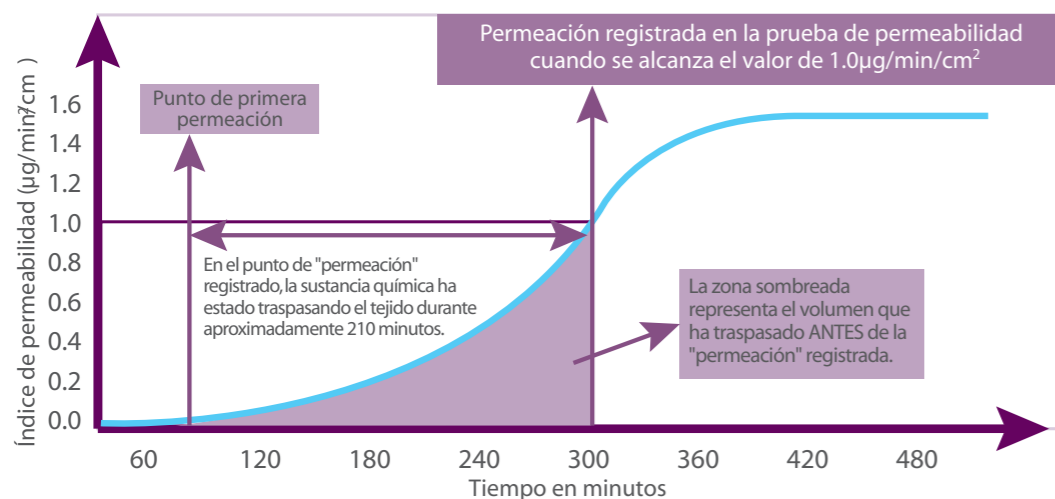 Permeación registrada en la prueba de permeabilidad
cuando se alcanza el valor de 1.0µg/min/cm²
Punto de primera
permeación
Índice de permeabilidad (µg/min²/cm )
1.6
1.4
1.2
1.0
0.8
0.6
0.4
0.2
0.0
En el punto de "permeación"
registrado, la sustancia química ha
estado traspasando el tejido durante
aproximadamente 210 minutos.
La zona sombreada
representa el volumen que
ha traspasado ANTES de la
"permeación" registrada.
60 120 180 240 300 360 420 480
Tiempo en minutos